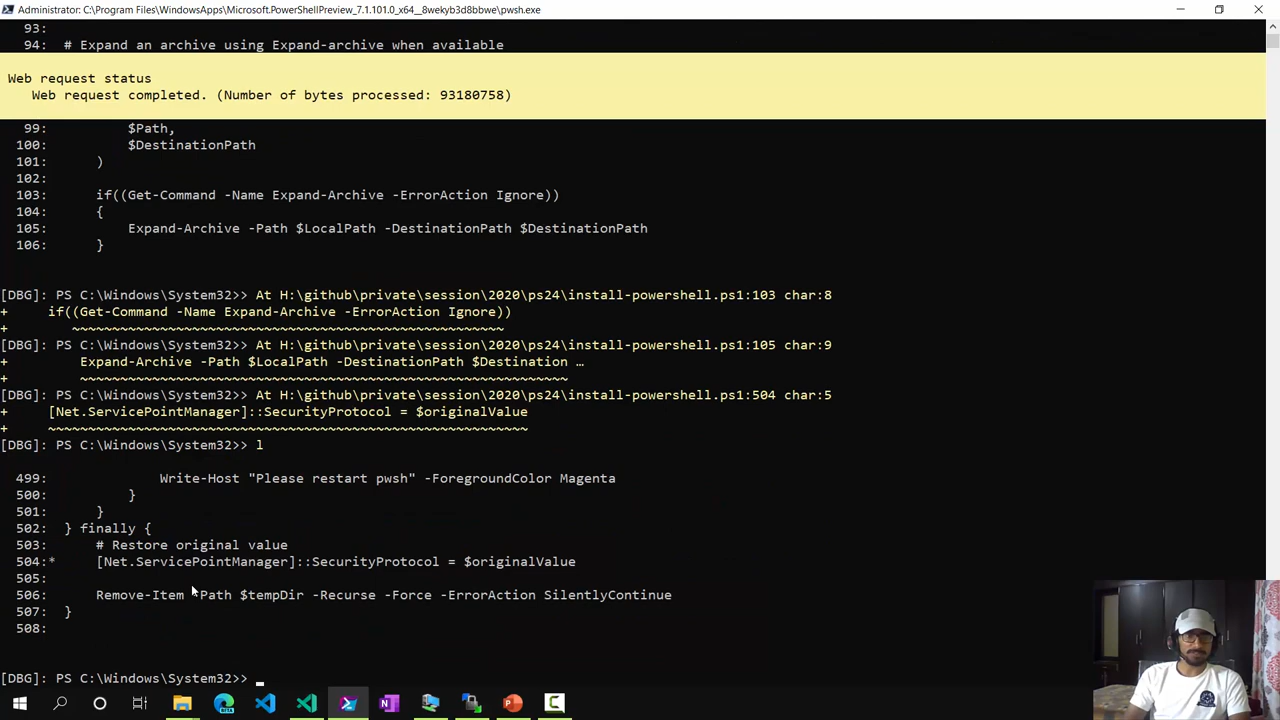 Administrator: C:\Program Files\WindowsApps\Microsoft.PowerShellPreview_7.1.101.0_x64__8wekyb3d8bbwe\pwsh.exe
93:
94:  # Expand an archive using Expand-archive when available
Web request status
Web request completed. (Number of bytes processed: 93180758)
99:          $Path,
100:          $DestinationPath
101:      )
102:
103:      if((Get-Command -Name Expand-Archive -ErrorAction Ignore))
104:      {
105:          Expand-Archive -Path $LocalPath -DestinationPath $DestinationPath
106:      }
[DBG]: PS C:\Windows\System32>> At H:\github\private\session\2020\ps24\install-powershell.ps1:103 char:8
+     if((Get-Command -Name Expand-Archive -ErrorAction Ignore))
+        ~~~~~~~~~~~~~~~~~~~~~~~~~~~~~~~~~~~~~~~~~~~~~~~~~~~~~~
[DBG]: PS C:\Windows\System32>> At H:\github\private\session\2020\ps24\install-powershell.ps1:105 char:9
+         Expand-Archive -Path $LocalPath -DestinationPath $Destination …
+         ~~~~~~~~~~~~~~~~~~~~~~~~~~~~~~~~~~~~~~~~~~~~~~~~~~~~~~~~~~~~~
[DBG]: PS C:\Windows\System32>> At H:\github\private\session\2020\ps24\install-powershell.ps1:504 char:5
+     [Net.ServicePointManager]::SecurityProtocol = $originalValue
+     ~~~~~~~~~~~~~~~~~~~~~~~~~~~~~~~~~~~~~~~~~~~~~~~~~~~~~~~~~~~~
[DBG]: PS C:\Windows\System32>> l
499:              Write-Host "Please restart pwsh" -ForegroundColor Magenta
500:          }
501:      }
502:  } finally {
503:      # Restore original value
504:*     [Net.ServicePointManager]::SecurityProtocol = $originalValue
505:
506:      Remove-Item -Path $tempDir -Recurse -Force -ErrorAction SilentlyContinue
507:  }
508:
[DBG]: PS C:\Windows\System32>> _